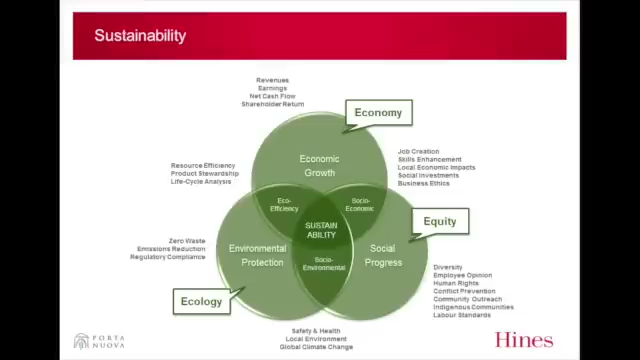 Sustainability
Revenues
Earnings
Net Cash Flow
Shareholder Return
Economy
Economic
Growth
Resource Efficiency
Product Stewardship
Life-Cycle Analysis
Job Creation
Skills Enhancement
Local Economic Impacts
Social Investments
Business Ethics
Eco-
Efficiency
Socio-
Economic
SUSTAIN
ABILITY
Equity
Zero Waste
Emissions Reduction
Regulatory Compliance
Environmental
Protection
Social
Progress
Socio-
Environmental
Ecology
Diversity
Employee Opinion
Human Rights
Conflict Prevention
Community Outreach
Indigenous Communities
Labour Standards
Safety & Health
Local Environment
Global Climate Change
PORTA
NUOVA
Hines